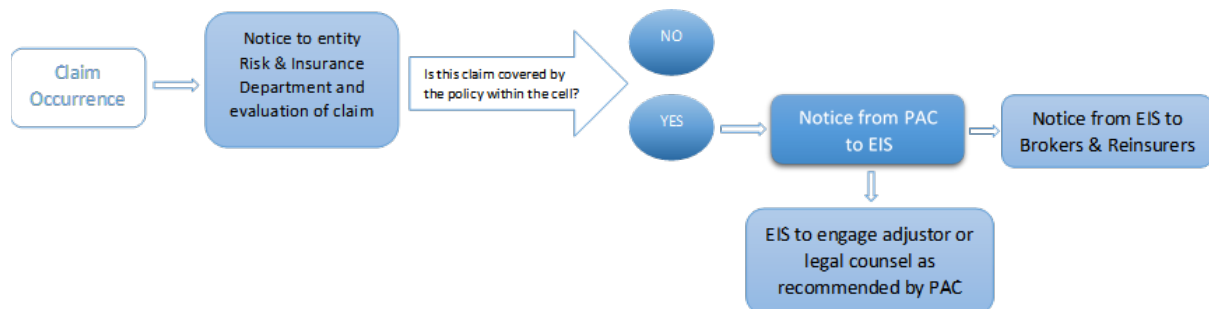 Claim
Occurrence
Notice to entity
Risk & Insurance
Department and
evaluation of claim
Is this claim covered by
the policy within the cell?
NO
YES
Notice from PAC
to EIS
Notice from EIS to
Brokers & Reinsurers
EIS to engage adjustor or
legal counsel as
recommended by PAC